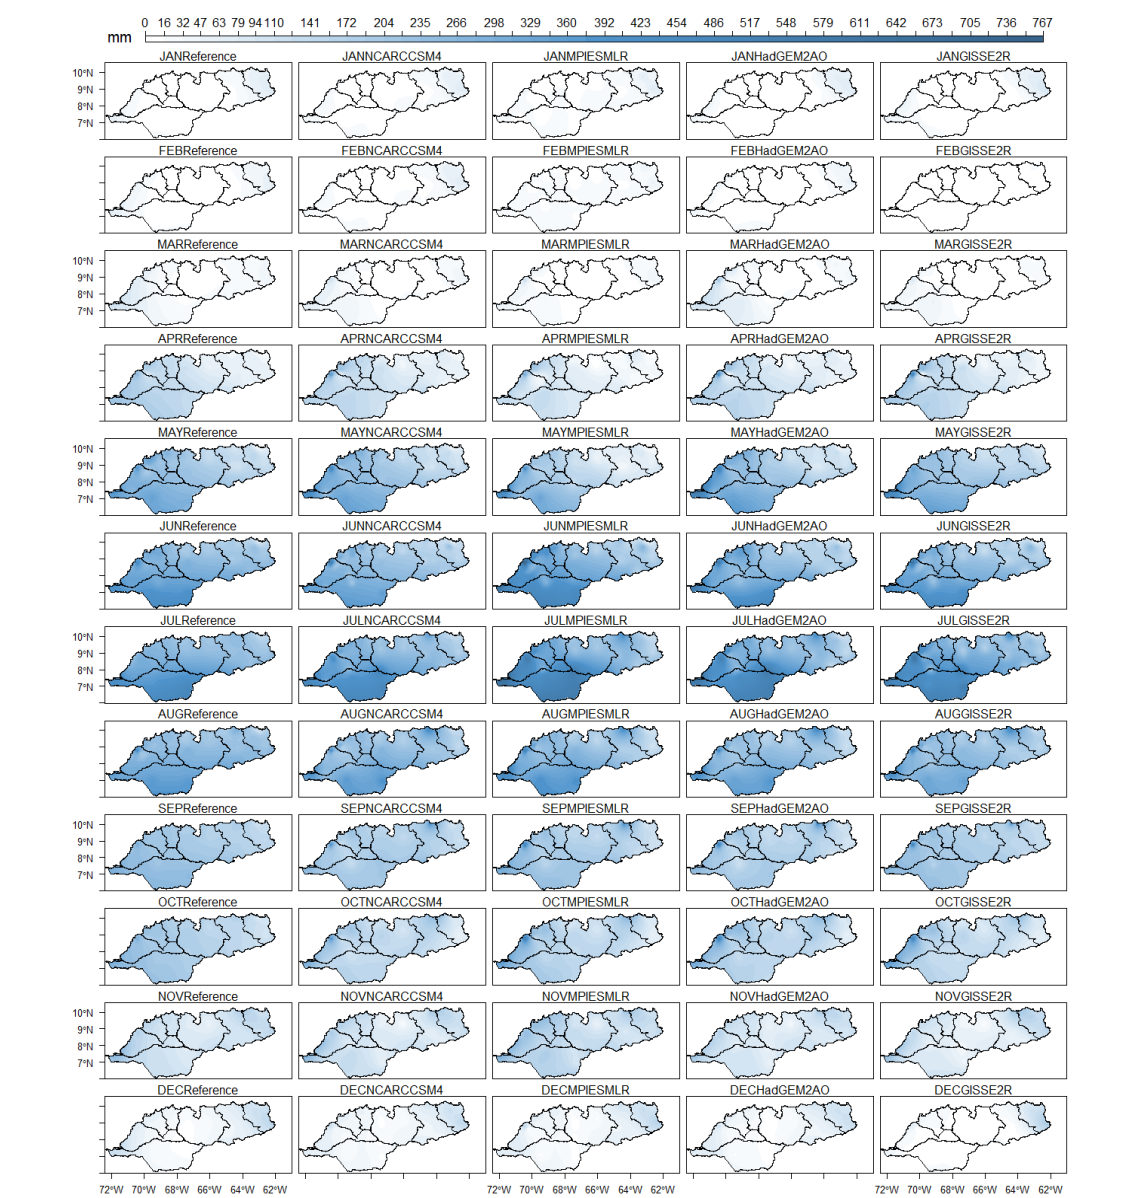 0 16 32 47 63 79 94 110 141 172 204 235 266 298 329 360 392 423 454 486 517 548 579 611 642 673 705 736 767
mm
JANReference JANNCARCCSM4 JANMPIESMLR JANHadGEM2AO JANGISSE2R
10°N
9°N
8°N
7°N
FEBReference FEBNCARCCSM4 FEBMPIESMLR FEBHadGEM2AO FEBGISSE2R
MARReference MARNCARCCSM4 MARMPIESMLR MARHadGEM2AO MARGISSE2R
10°N
9°N
8°N
7°N
APRReference APRNCARCCSM4 APRMPIESMLR APRHadGEM2AO APRGISSE2R
MAYReference MAYNCARCCSM4 MAYMPIESMLR MAYHadGEM2AO MAYGISSE2R
10°N
9°N
8°N
7°N
JUNReference JUNNCARCCSM4 JUNMPIESMLR JUNHadGEM2AO JUNGISSE2R
JULReference JULNCARCCSM4 JULMPIESMLR JULHadGEM2AO JULGISSE2R
10°N
9°N
8°N
7°N
AUGReference AUGNCARCCSM4 AUGMPIESMLR AUGHadGEM2AO AUGGISSE2R
SEPReference SEPNCARCCSM4 SEPMPIESMLR SEPHadGEM2AO SEPGISSE2R
10°N
9°N
8°N
7°N
OCTReference OCTNCARCCSM4 OCTMPIESMLR OCTHadGEM2AO OCTGISSE2R
NOVReference NOVNCARCCSM4 NOVMPIESMLR NOVHadGEM2AO NOVGISSE2R
10°N
9°N
8°N
7°N
DECReference DECNCARCCSM4 DECMPIESMLR DECHadGEM2AO DECGISSE2R
72°W 70°W 68°W 66°W 64°W 62°W 72°W 70°W 68°W 66°W 64°W 62°W 72°W 70°W 68°W 66°W 64°W 62°W